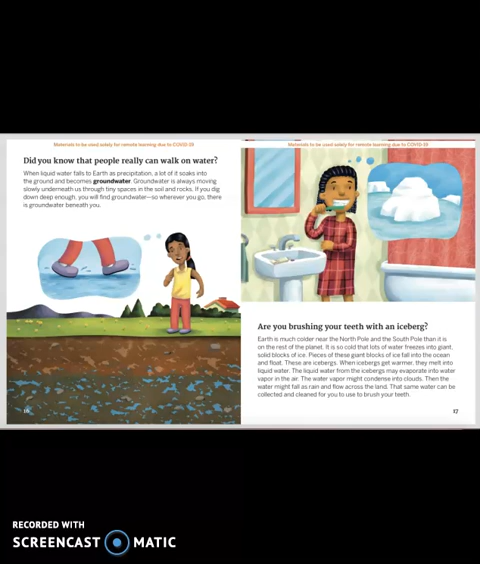 Materials to be used solely for remote learning due to COVID-19
Did you know that people really can walk on water?
When liquid water falls to Earth as precipitation, a lot of it soaks into
the ground and becomes groundwater. Groundwater is always moving
slowly underneath us through tiny spaces in the soil and rocks. If you dig
down deep enough, you will find groundwater—so wherever you go, there
is groundwater beneath you.
16
Materials to be used solely for remote learning due to COVID-19
Are you brushing your teeth with an iceberg?
Earth is much colder near the North Pole and the South Pole than it is
on the rest of the planet. It is so cold that lots of water freezes into giant,
solid blocks of ice. Pieces of these giant blocks of ice fall into the ocean
and float. These are icebergs. When icebergs get warmer, they melt into
liquid water. The liquid water from the icebergs may evaporate into water
vapor in the air. The water vapor might condense into clouds. Then the
water might fall as rain and flow across the land. That same water can be
collected and cleaned for you to use to brush your teeth.
17
RECORDED WITH
SCREENCAST MATIC